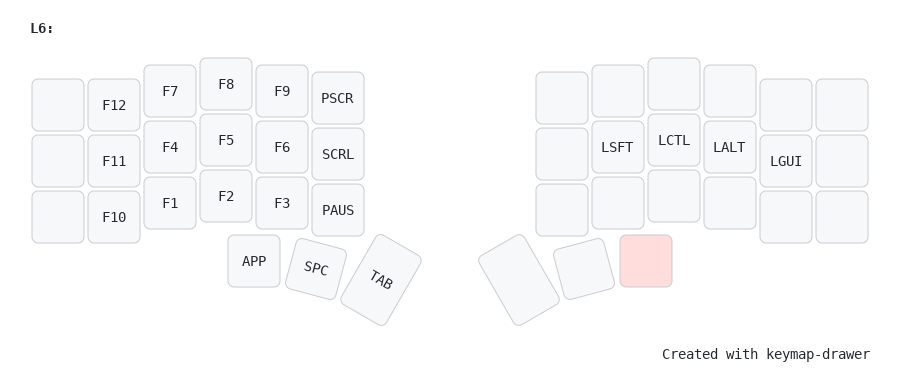 L6:
F12 F7 F8 F9 PSCR
F11 F4 F5 F6 SCRL LSFT LCTL LALT LGUI
F10 F1 F2 F3 PAUS
APP SPC TAB
Created with keymap-drawer